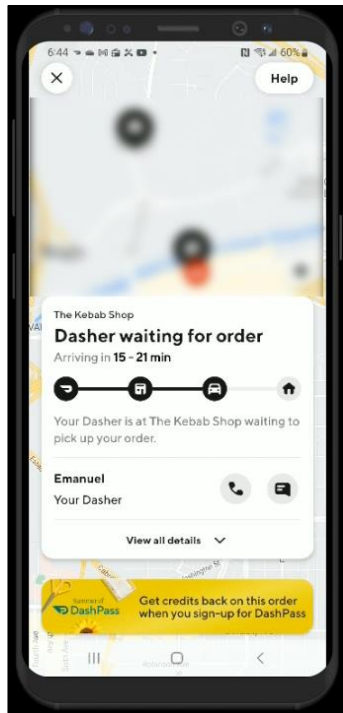 6:44
60%
Help
The Kebab Shop
Dasher waiting for order
Arriving in 15 - 21 min
Your Dasher is at The Kebab Shop waiting to
pick up your order.
Emanuel
Your Dasher
View all details
Summer of
DashPass
Get credits back on this order
when you sign-up for DashPass